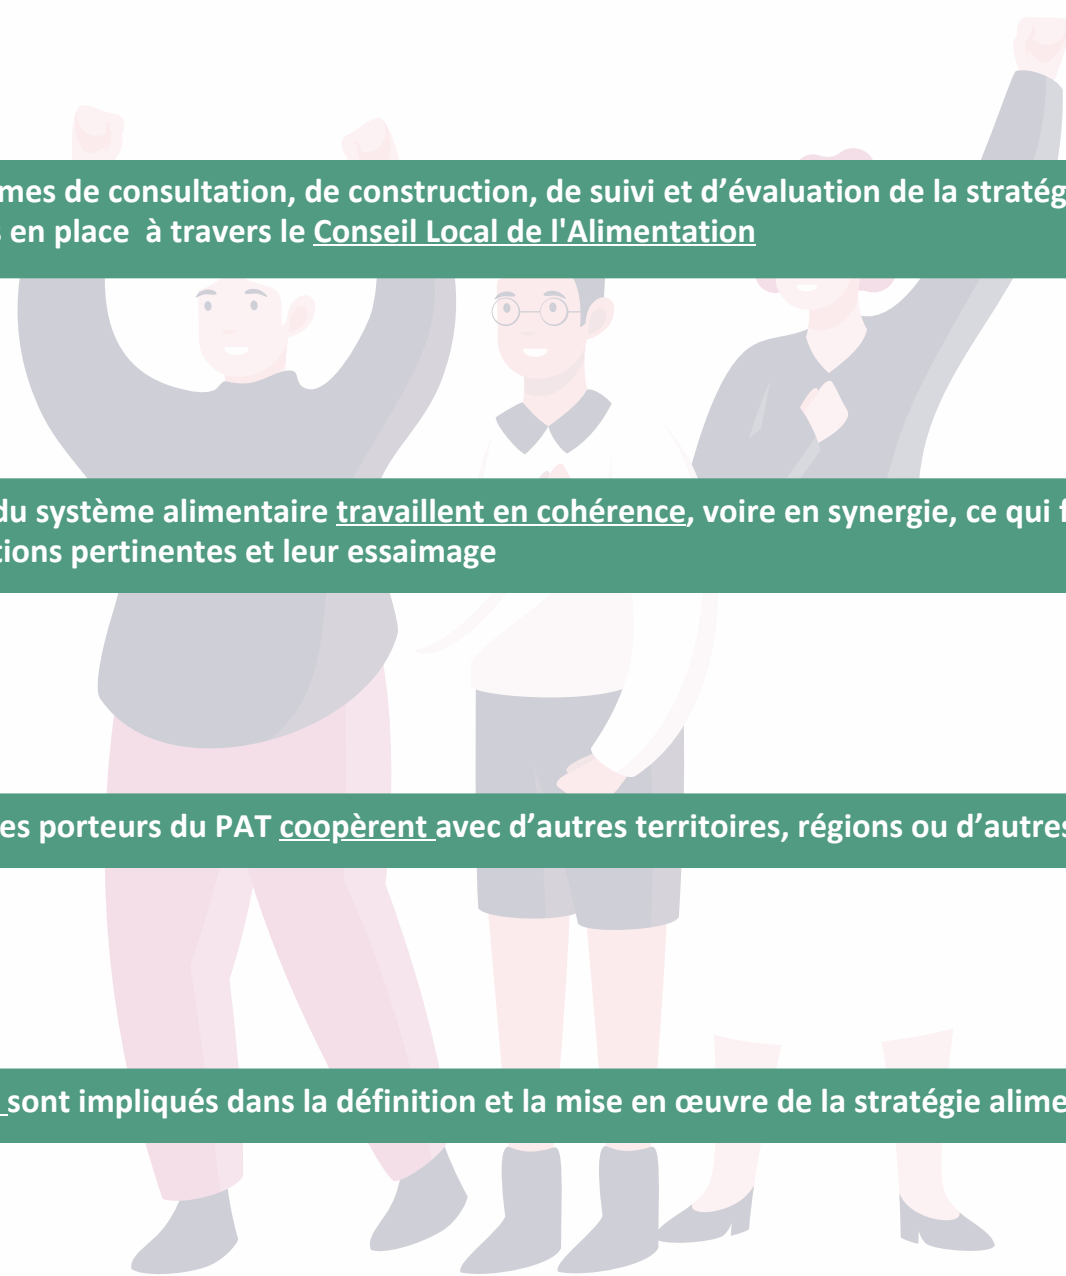 mes de consultation, de construction, de suivi et d’évaluation de la stratég
s en place à travers le Conseil Local de l'Alimentation
du système alimentaire travaillent en cohérence, voire en synergie, ce qui f
tions pertinentes et leur essaimage
es porteurs du PAT coopèrent avec d’autres territoires, régions ou d’autres
sont impliqués dans la définition et la mise en œuvre de la stratégie alime